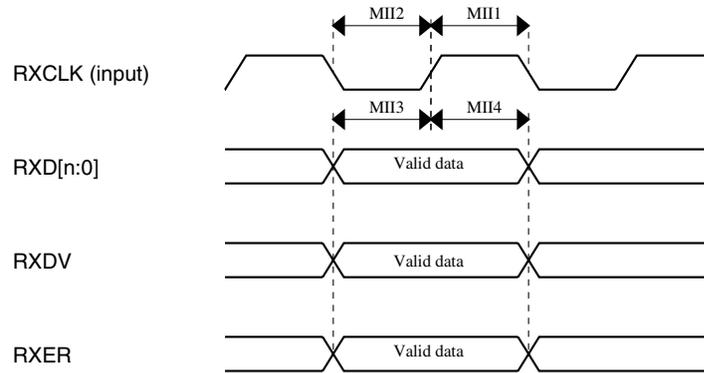 MII2 MII1
RXCLK (input)
MII3 MII4
RXD[n:0] Valid data
RXDV Valid data
RXER Valid data